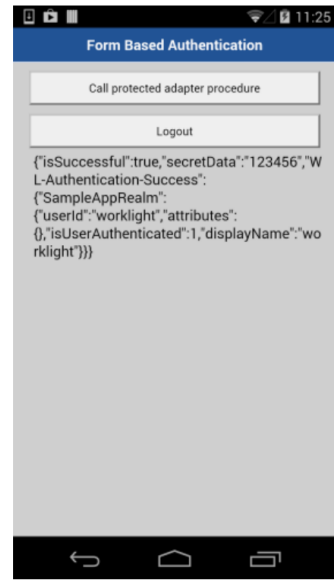 11:25
Form Based Authentication
Call protected adapter procedure
Logout
{"isSuccessful":true,"secretData":"123456","W
L-Authentication-Success":
{"SampleAppRealm":
{"userId":"worklight","attributes":
{},"isUserAuthenticated":1,"displayName":"wo
rklight"}}}